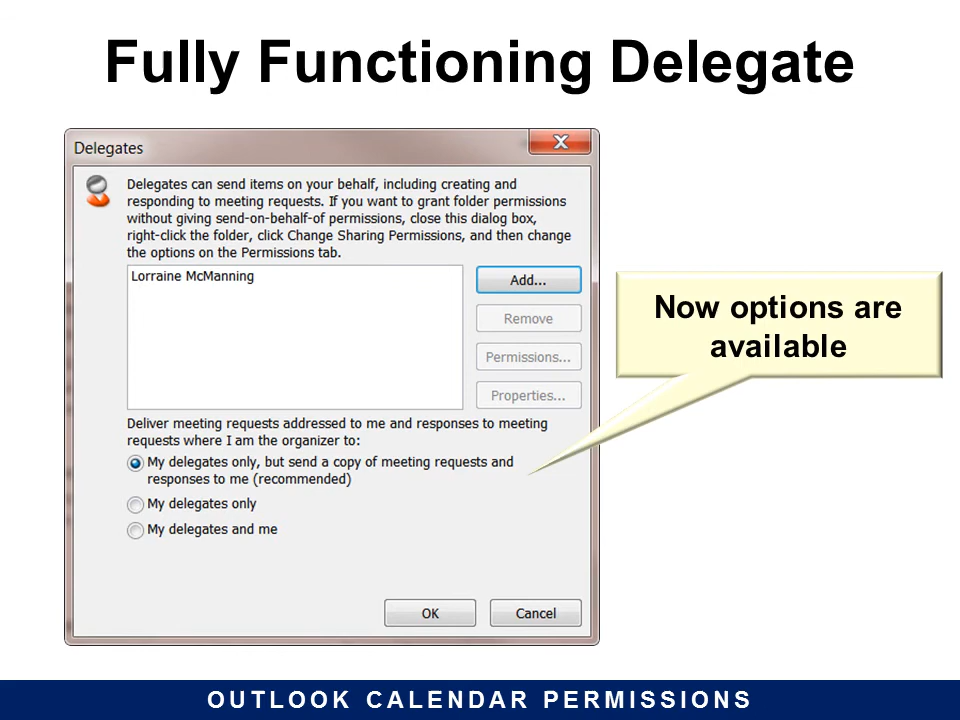 Fully Functioning Delegate
Delegates
Delegates can send items on your behalf, including creating and
responding to meeting requests. If you want to grant folder permissions
without giving send-on-behalf-of permissions, close this dialog box,
right-click the folder, click Change Sharing Permissions, and then change
the options on the Permissions tab.
Lorraine McManning
Add...
Remove
Permissions...
Properties...
Now options are
available
Deliver meeting requests addressed to me and responses to meeting
requests where I am the organizer to:
My delegates only, but send a copy of meeting requests and
responses to me (recommended)
My delegates only
My delegates and me
OK
Cancel
OUTLOOK CALENDAR PERMISSIONS